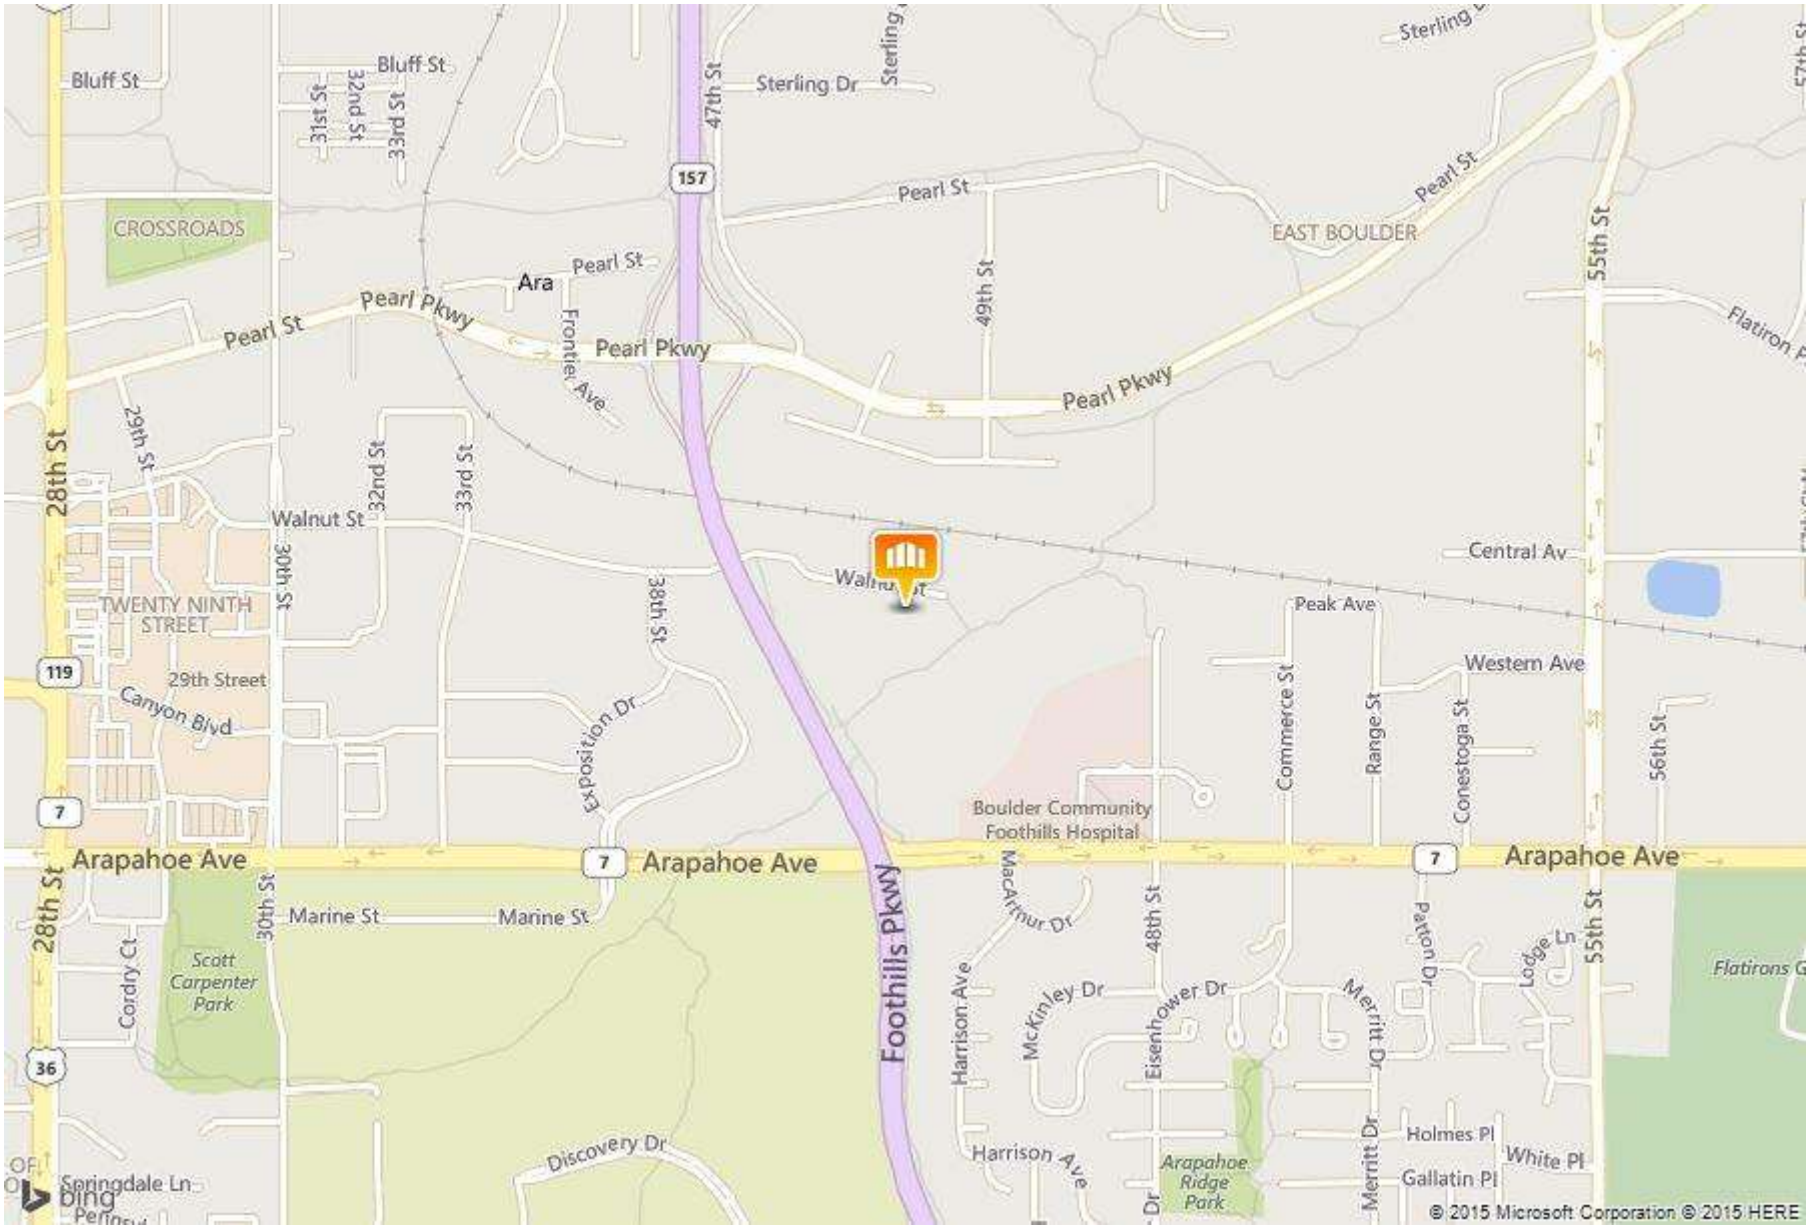 Bluff St
Bluff St
31st St
32nd St
33rd St
47th St
Sterling Dr
Sterling
Sterling
157
Pearl St
Pearl St
CROSSROADS
EAST BOULDER
55th St
57th St
Pearl St
Ara
Pearl Pkwy
49th St
Flatiron
Pearl St
Frontier Ave
Pearl Pkwy
Pearl Pkwy
29th St
28th St
32nd St
33rd St
Walnut St
30th St
Walnut St
Central Av
38th St
Peak Ave
TWENTY NINTH
STREET
119
29th Street
Western Ave
Canyon Blvd
Exposition Dr
Commerce St
Range St
Conestoga St
56th St
7
Boulder Community
Foothills Hospital
Arapahoe Ave
7
Arapahoe Ave
7
Arapahoe Ave
28th St
30th St
Marine St
Marine St
Foothills Pkwy
MacArthur Dr
48th St
Patton Dr
Lodge Ln
55th St
Scott
Carpenter
Park
Cordry Ct
Flatirons G
Harrison Ave
McKinley Dr
Eisenhower Dr
Merritt Dr
36
Discovery Dr
Harrison Ave
Arapahoe
Ridge
Park
Merritt Dr
Holmes Pl
White Pl
Gallatin Pl
Dr
OF
Springdale Ln
bing
© 2015 Microsoft Corporation © 2015 HERE